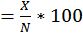 = X/N * 100